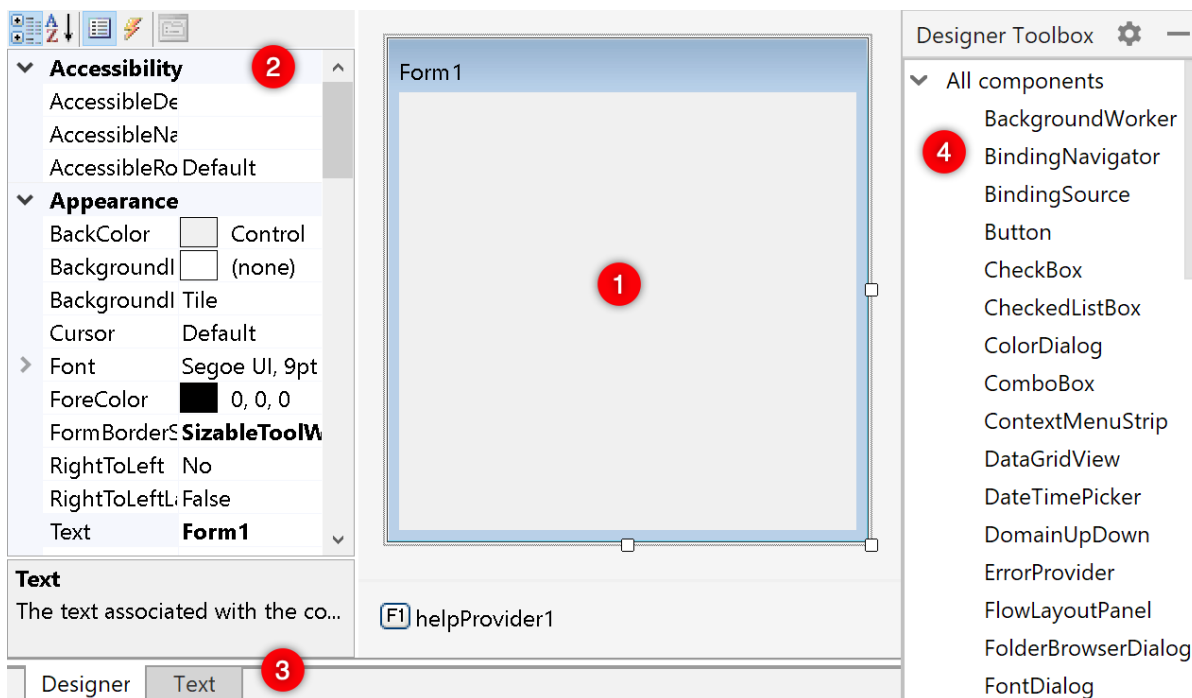 Accessibility
2
AccessibleDe
AccessibleNa
AccessibleRo Default
Appearance
BackColor Control
BackgroundI (none)
BackgroundI Tile
Cursor Default
Font Segoe UI, 9pt
ForeColor 0, 0, 0
FormBorderS SizableToolW
RightToLeft No
RightToLeftLa False
Text Form1
Text
The text associated with the co...
3
Designer Text
Form1
1
F1 helpProvider1
Designer Toolbox
All components
BackgroundWorker
4
BindingNavigator
BindingSource
Button
CheckBox
CheckedListBox
ColorDialog
ComboBox
ContextMenuStrip
DataGridView
DateTimePicker
DomainUpDown
ErrorProvider
FlowLayoutPanel
FolderBrowserDialog
FontDialog